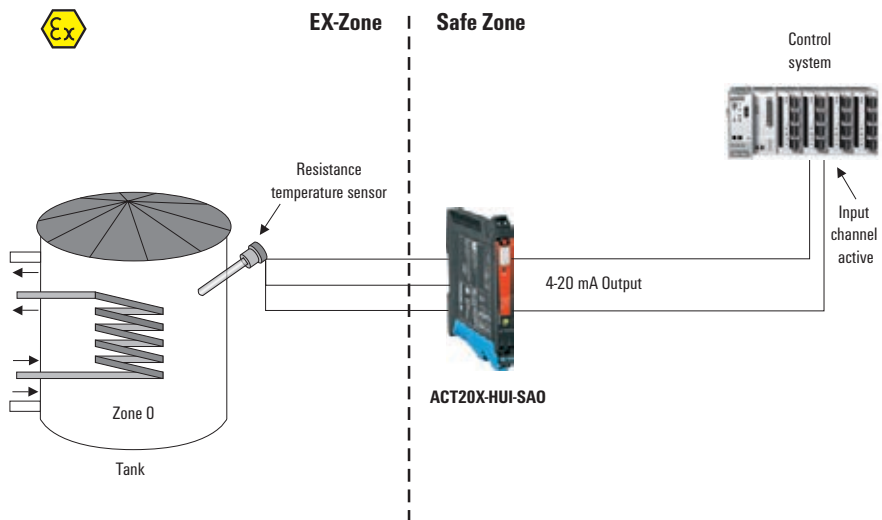 Ex
EX-Zone
Safe Zone
Control
system
Resistance
temperature sensor
Input
channel
active
4-20 mA Output
ACT20X-HUI-SAO
Zone 0
Tank